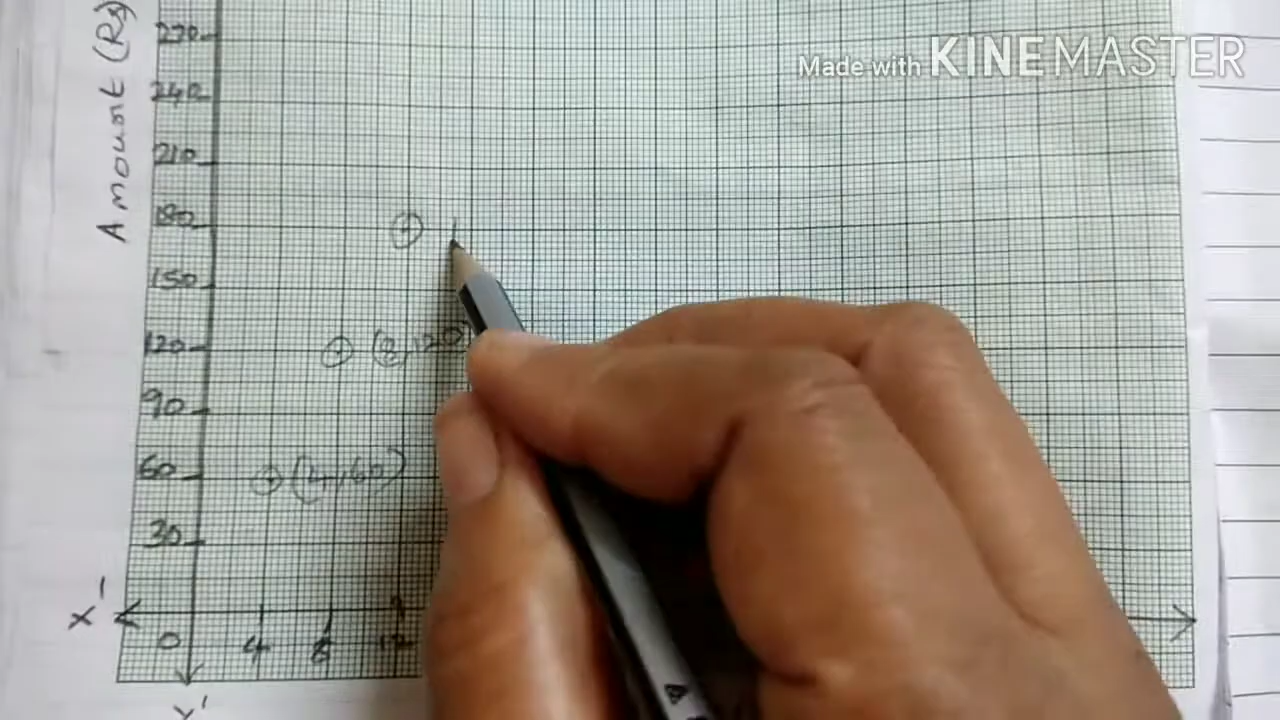 Made with KINEMASTER
Amount (Rs)
270
240
210
180
150
120 (8,120)
90
60 (4,60)
30
X'
0 4 8 12
Y'